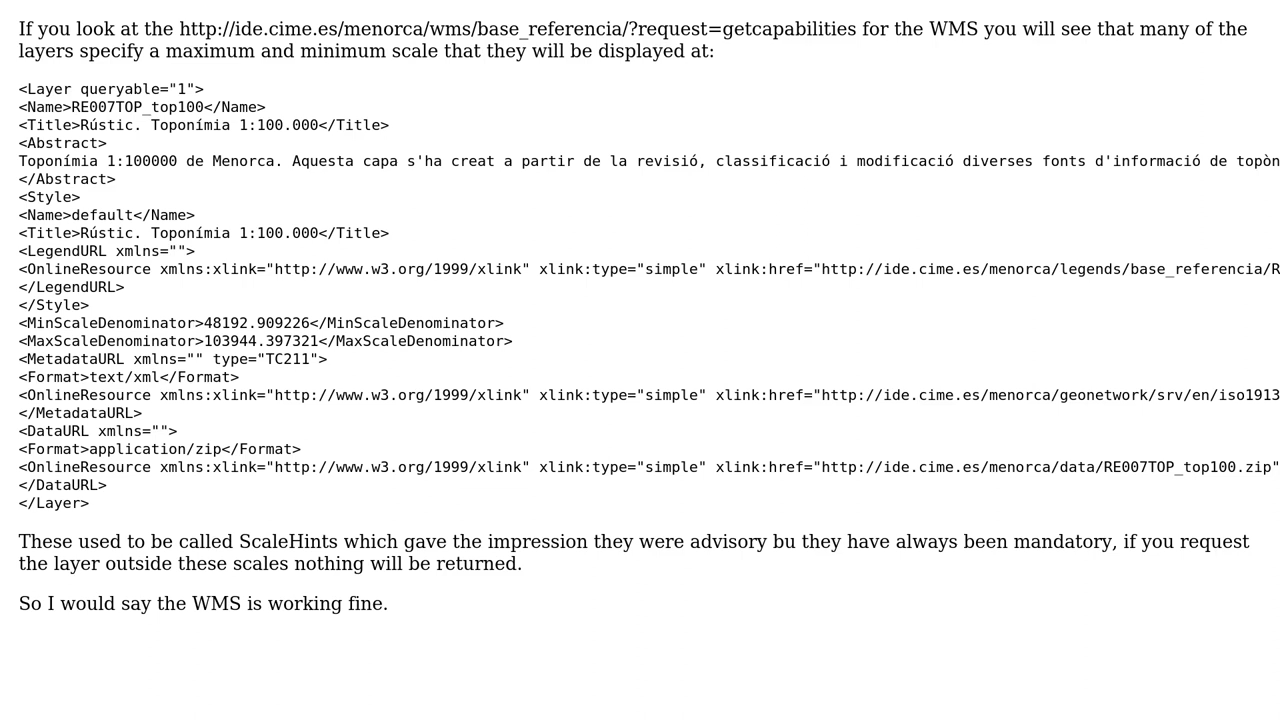 If you look at the http://ide.cime.es/menorca/wms/base_referencia/?request=getcapabilities for the WMS you will see that many of the
layers specify a maximum and minimum scale that they will be displayed at:
<Layer queryable="1">
<Name>RE007TOP_top100</Name>
<Title>Rústic. Toponímia 1:100.000</Title>
<Abstract>
Toponímia 1:100000 de Menorca. Aquesta capa s'ha creat a partir de la revisió, classificació i modificació diverses fonts d'informació de topòn
</Abstract>
<Style>
<Name>default</Name>
<Title>Rústic. Toponímia 1:100.000</Title>
<LegendURL xmlns="">
<OnlineResource xmlns:xlink="http://www.w3.org/1999/xlink" xlink:type="simple" xlink:href="http://ide.cime.es/menorca/legends/base_referencia/R
</LegendURL>
</Style>
<MinScaleDenominator>48192.909226</MinScaleDenominator>
<MaxScaleDenominator>103944.397321</MaxScaleDenominator>
<MetadataURL xmlns="" type="TC211">
<Format>text/xml</Format>
<OnlineResource xmlns:xlink="http://www.w3.org/1999/xlink" xlink:type="simple" xlink:href="http://ide.cime.es/menorca/geonetwork/srv/en/iso1913
</MetadataURL>
<DataURL xmlns="">
<Format>application/zip</Format>
<OnlineResource xmlns:xlink="http://www.w3.org/1999/xlink" xlink:type="simple" xlink:href="http://ide.cime.es/menorca/data/RE007TOP_top100.zip"
</DataURL>
</Layer>
These used to be called ScaleHints which gave the impression they were advisory bu they have always been mandatory, if you request
the layer outside these scales nothing will be returned.
So I would say the WMS is working fine.